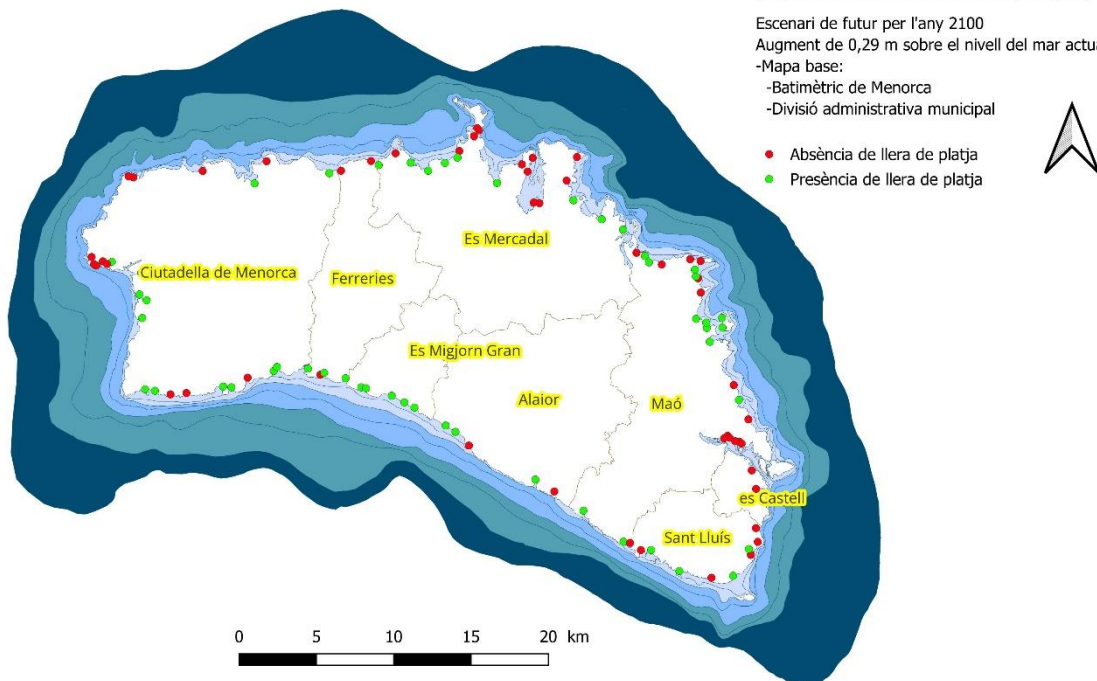 Escenari de futur per l'any 2100
Augment de 0,29 m sobre el nivell del mar
-Mapa base:
-Batimètric de Menorca
-Divisió administrativa municipal
Absència de llera de platja
Presència de llera de platja
Es Mercadal
Ciutadella de Menorca
Ferreries
Es Migjorn Gran
Alaior
Maó
es Castell
Sant Lluís
0 5 10 15 20 km